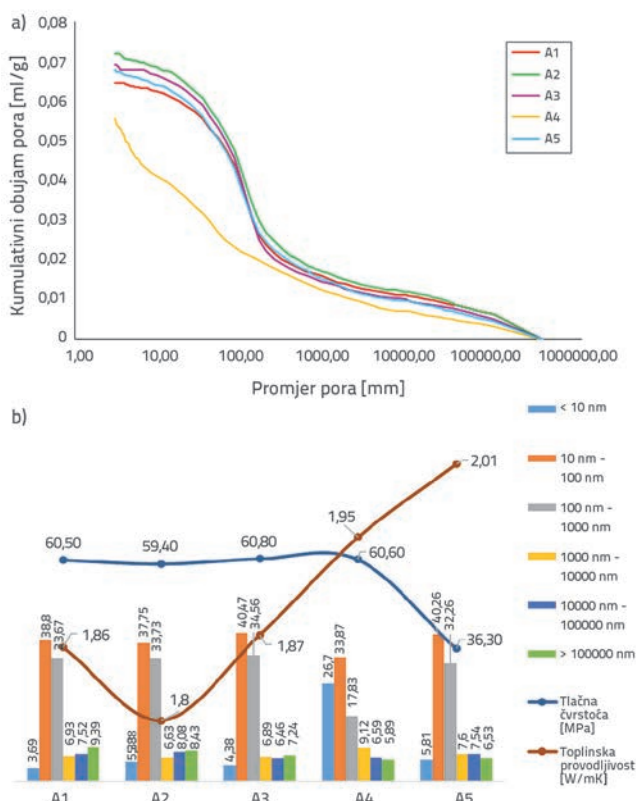 a)
0,08
0,07
0,06
0,05
0,04
0,03
0,02
0,01
0
Kumulativni obujam pora [ml/g]
A1
A2
A3
A4
A5
1,00 10,00 100,00 1000,00 10000,00 100000,00 1000000,00
Promjer pora [mm]
b)
< 10 nm
10 nm -
100 nm
100 nm -
1000 nm
1000 nm -
10000 nm
10000 nm -
100000 nm
> 100000 nm
Tlačna
čvrstoća
[MPa]
Toplinska
provodljivost
[W/mK]
60,50
59,40
60,80
60,60
36,30
1,86
1,8
1,87
1,95
2,01
3,69
38,8
6,93
7,52
9,39
37,75
33,73
6,63
8,08
8,43
4,38
40,47
34,56
6,89
6,46
7,24
26,7
33,87
17,83
9,12
6,59
5,89
5,81
40,26
32,26
7,6
7,54
6,53
A1 A2 A3 A4 A5